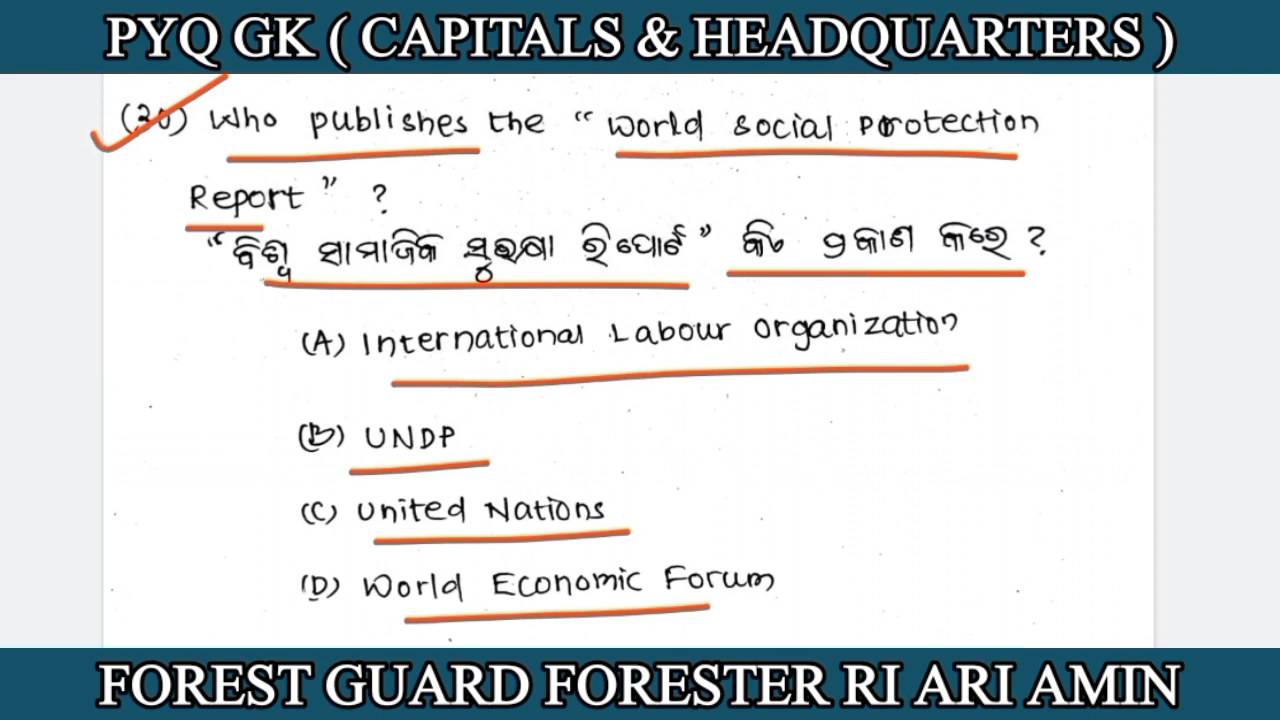 PYQ GK ( CAPITALS & HEADQUARTERS )
(30) Who publishes the "World Social Protection
Report" ?
"ବିଶ୍ୱ ସାମାଜିକ ସୁରକ୍ଷା ରିପୋର୍ଟ" କିଏ ପ୍ରକାଶ କରେ ?
(A) International Labour Organization
(B) UNDP
(C) United Nations
(D) World Economic Forum
FOREST GUARD FORESTER RI ARI AMIN